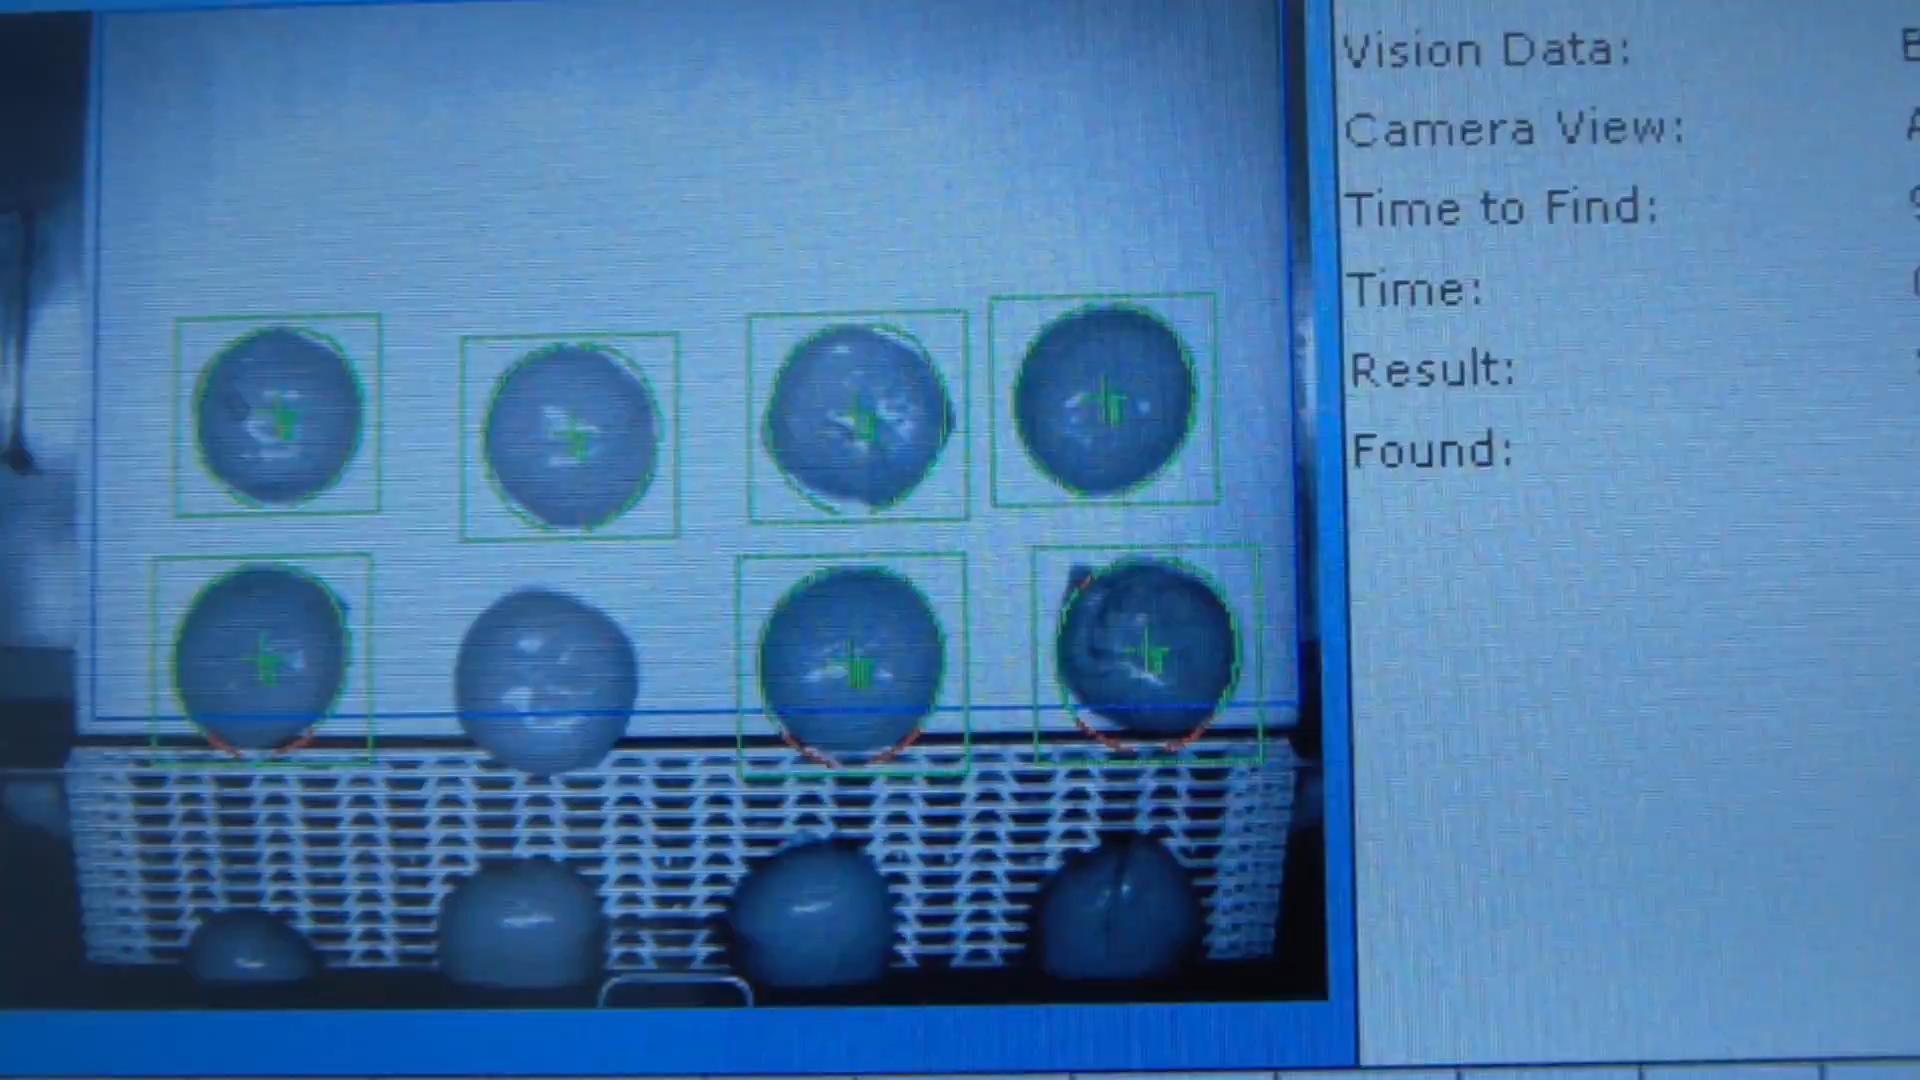 Vision Data:
Camera View:
Time to Find:
Time:
Result:
Found: